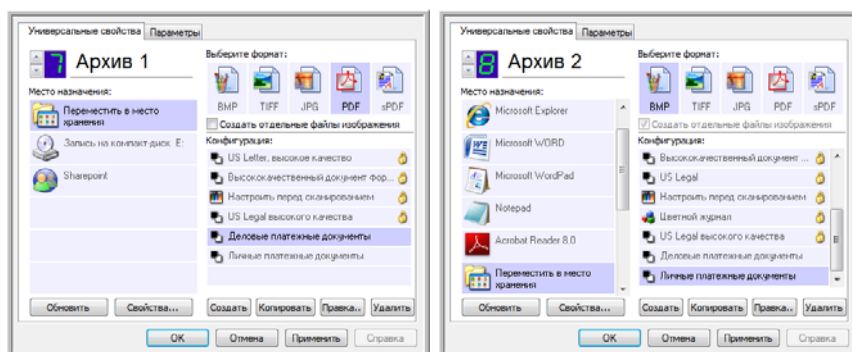 Универсальные свойства Параметры
7 Архив 1
Выберите формат:
BMP TIFF JPG PDF sPDF
Место назначения:
Переместить в место хранения
Запись на компакт-диск E:
Sharepoint
Создать отдельные файлы изображения
Конфигурация:
US Letter, высокое качество
Высококачественный документ фор...
Настроить перед сканированием
US Legal высокого качества
Деловые платежные документы
Личные платежные документы
Обновить Свойства... Создать Копировать Правка.. Удалить
OK Отмена Применить Справка
Универсальные свойства Параметры
8 Архив 2
Выберите формат:
BMP TIFF JPG PDF sPDF
Место назначения:
Microsoft Explorer
Microsoft WORD
Microsoft WordPad
Notepad
Acrobat Reader 8.0
Переместить в место хранения
Создать отдельные файлы изображения
Конфигурация:
Высококачественный документ ...
US Legal
Настроить перед сканированием
Цветной журнал
US Legal высокого качества
Деловые платежные документы
Личные платежные документы
Обновить Свойства... Создать Копировать Правка.. Удалить
OK Отмена Применить Справка